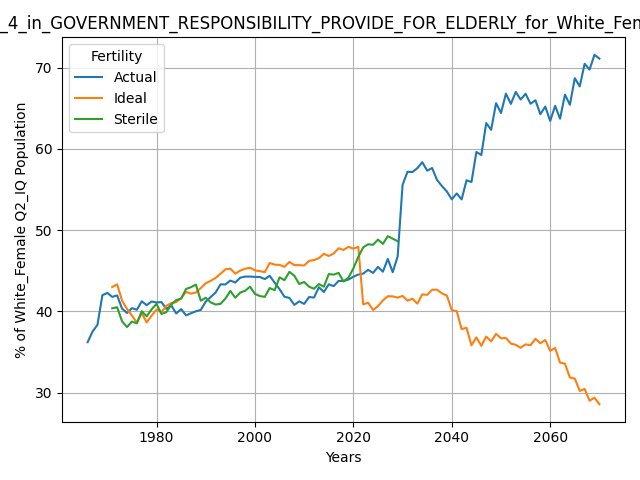 _4_in_GOVERNMENT_RESPONSIBILITY_PROVIDE_FOR_ELDERLY_for_White_Fem
Fertility
Actual
Ideal
Sterile
% of White_Female Q2_IQ Population
70
60
50
40
30
1980 2000 2020 2040 2060
Years